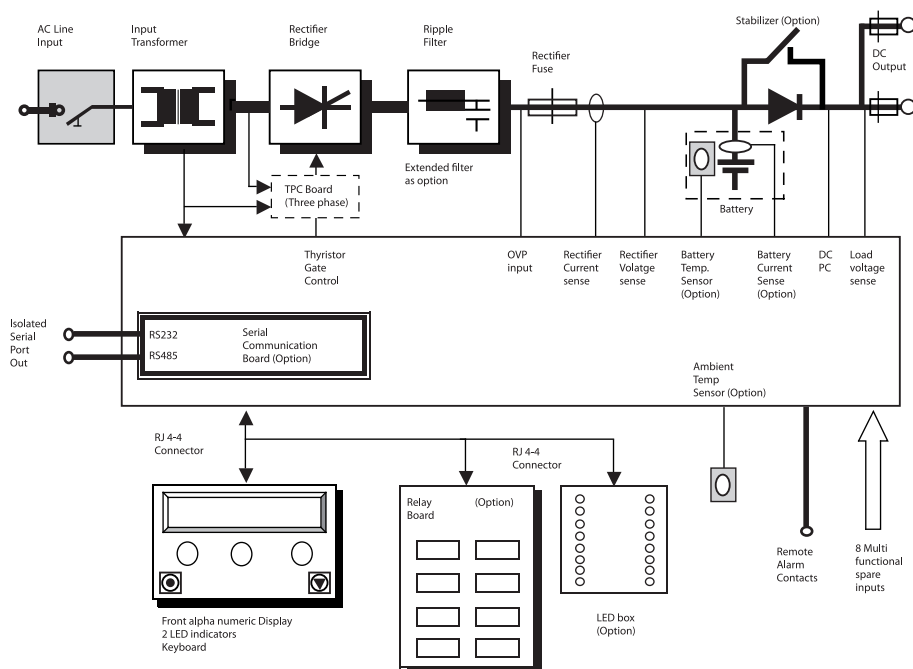 AC Line
Input
Input
Transformer
Rectifier
Bridge
Ripple
Filter
Rectifier
Fuse
Stabilizer (Option)
DC
Output
Extended filter
as option
TPC Board
(Three phase)
Battery
Thyristor
Gate
Control
OVP
input
Rectifier
Current
sense
Rectifier
Volatge
sense
Battery
Temp.
Sensor
(Option)
Battery
Current
Sense
(Option)
DC
PC
Load
voltage
sense
Isolated
Serial
Port
Out
RS232
RS485
Serial
Communication
Board (Option)
Ambient
Temp
Sensor (Option)
RJ 4-4
Connector
RJ 4-4
Connector
Relay
Board
(Option)
Remote
Alarm
Contacts
8 Multi
functional
spare
inputs
Front alpha numeric Display
2 LED indicators
Keyboard
LED box
(Option)